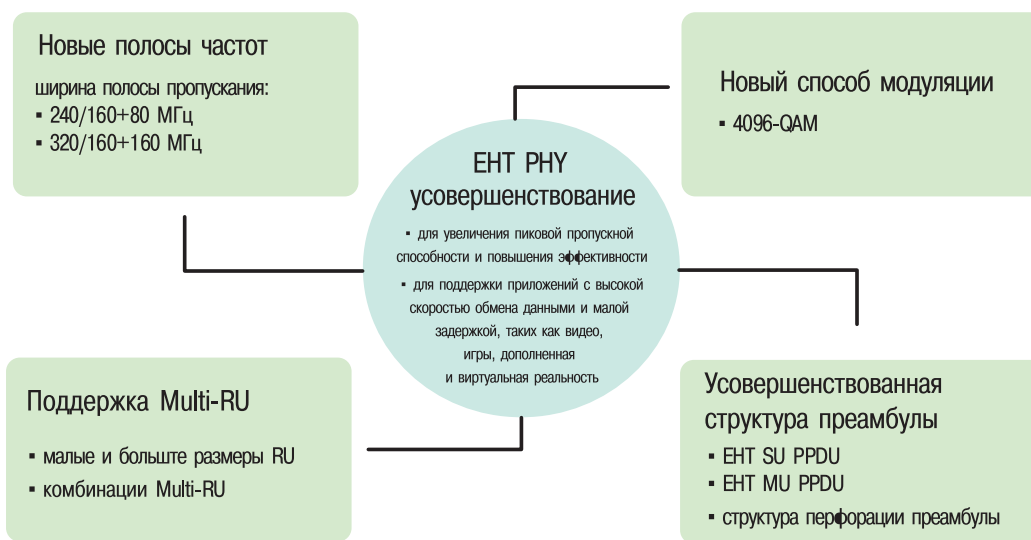 Новые полосы частот
ширина полосы пропускания:
▪ 240/160+80 МГц
▪ 320/160+160 МГц
Новый способ модуляции
▪ 4096-QAM
EHT PHY
усовершенствование
▪ для увеличения пиковой пропускной
способности и повышения эффективности
▪ для поддержки приложений с высокой
скоростью обмена данными и малой
задержкой, таких как видео,
игры, дополненная
и виртуальная реальность
Поддержка Multi-RU
▪ малые и больште размеры RU
▪ комбинации Multi-RU
Усовершенствованная
структура преамбулы
▪ EHT SU PPDU
▪ EHT MU PPDU
▪ структура перфорации преамбулы